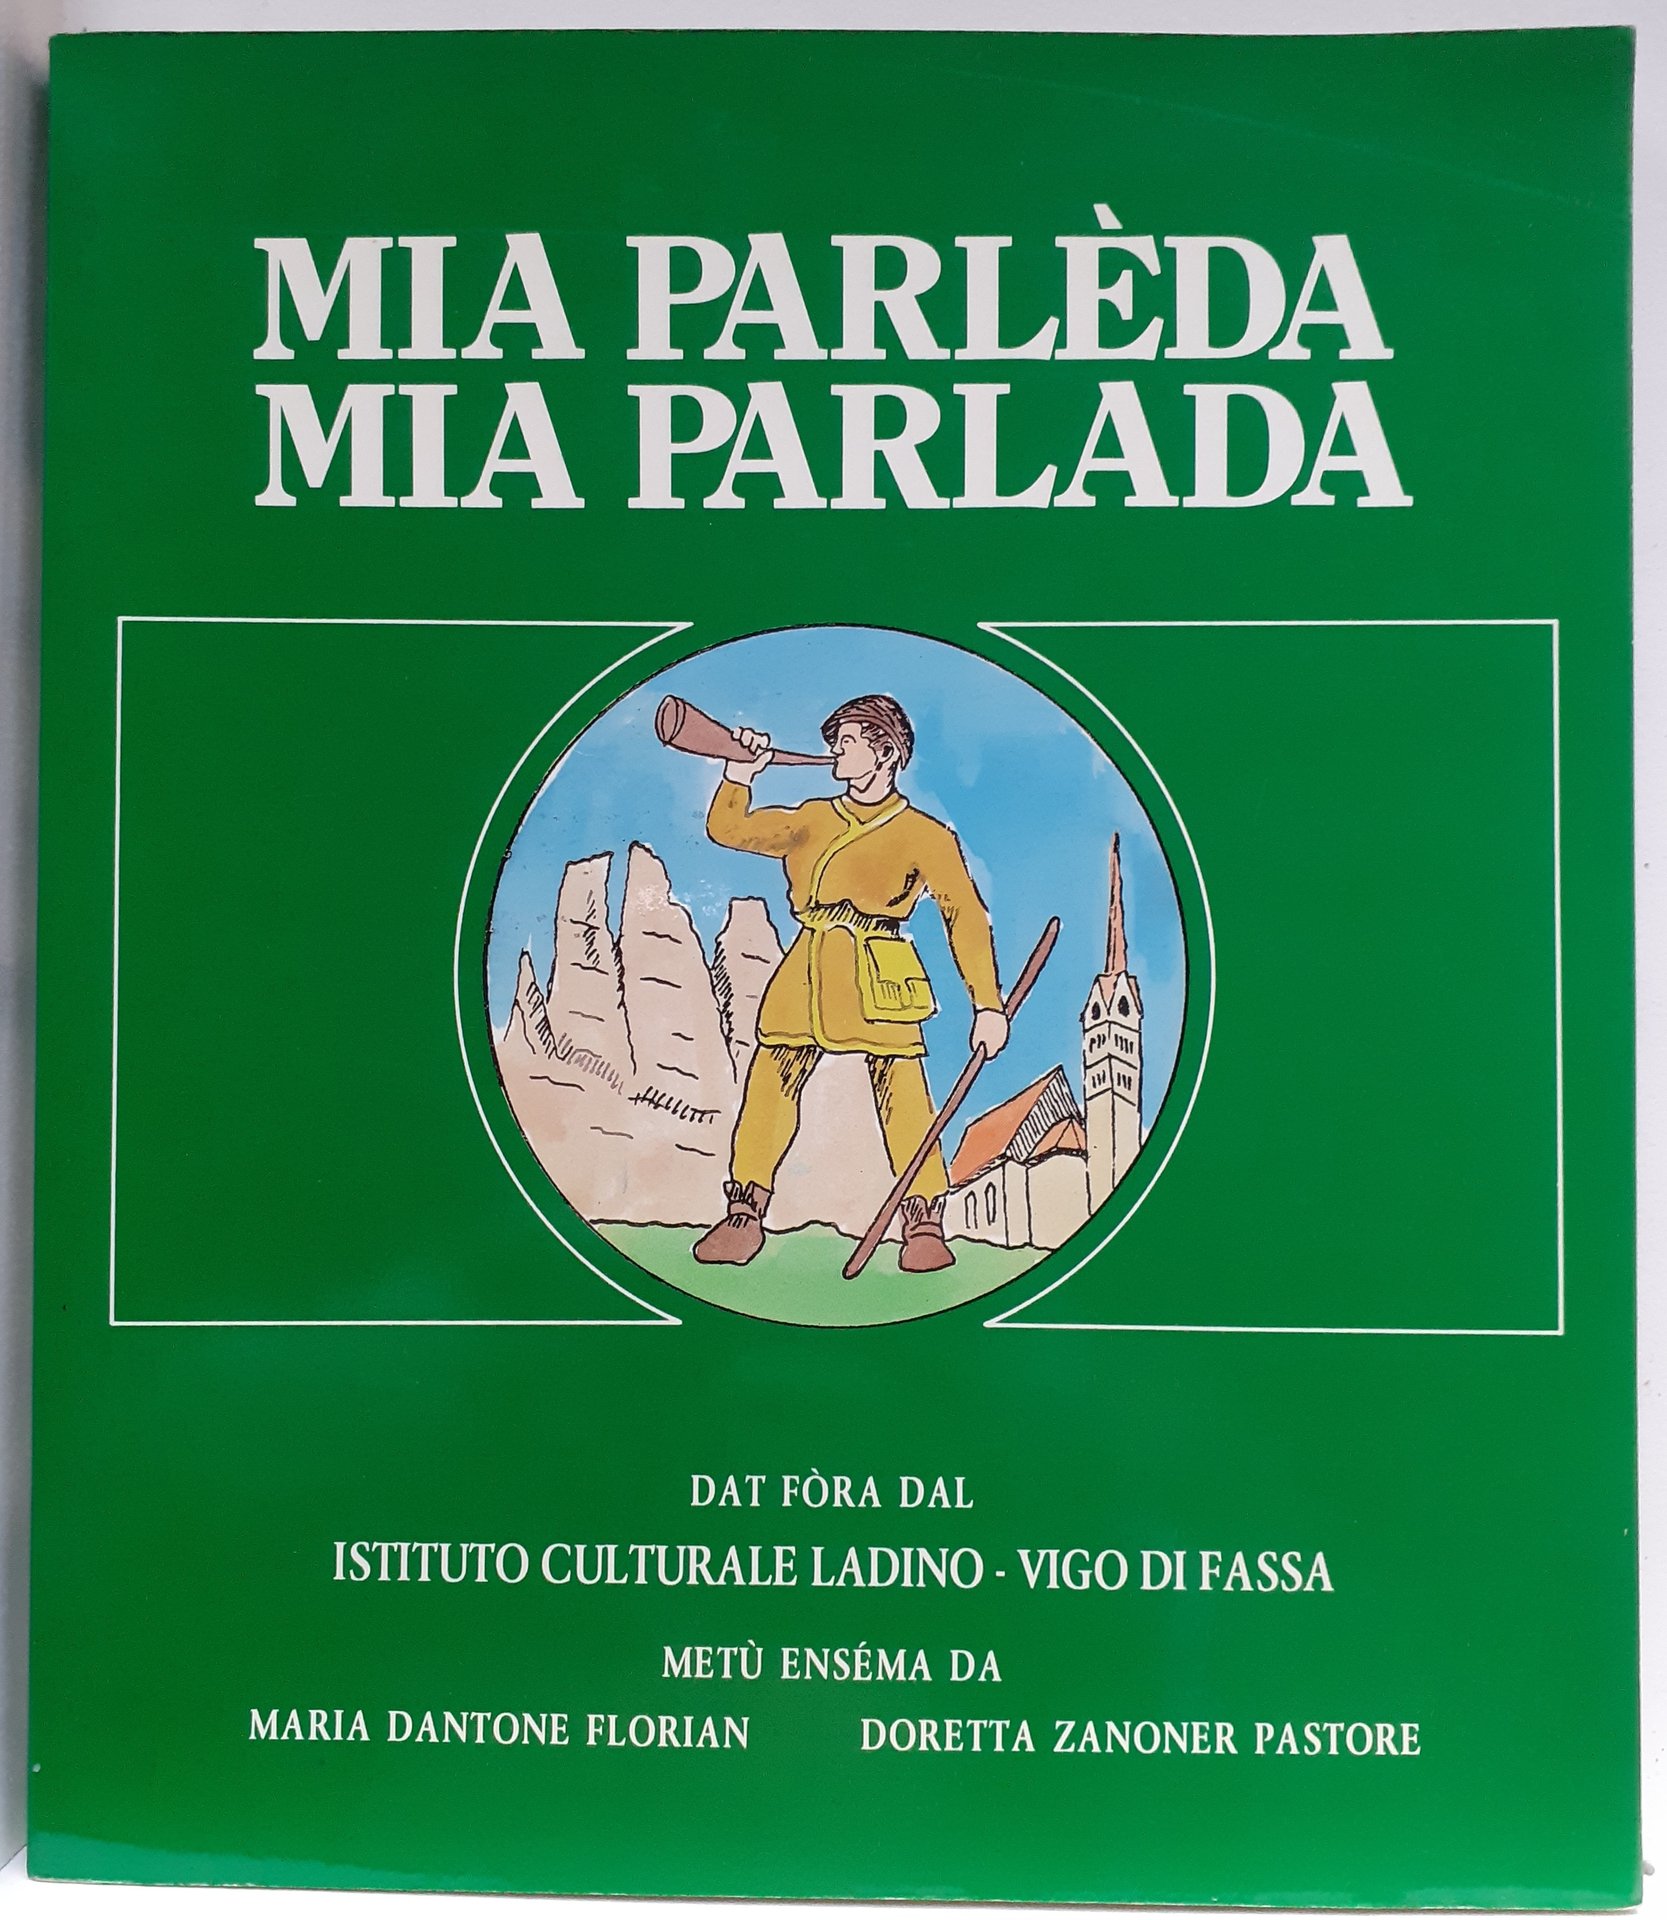 MIA PARLÈDA
MIA PARLADA
DAT FÒRA DAL
ISTITUTO CULTURALE LADINO - VIGO DI FASSA
METÙ ENSÉMA DA
MARIA DANTONE FLORIAN DORETTA ZANONER PASTORE